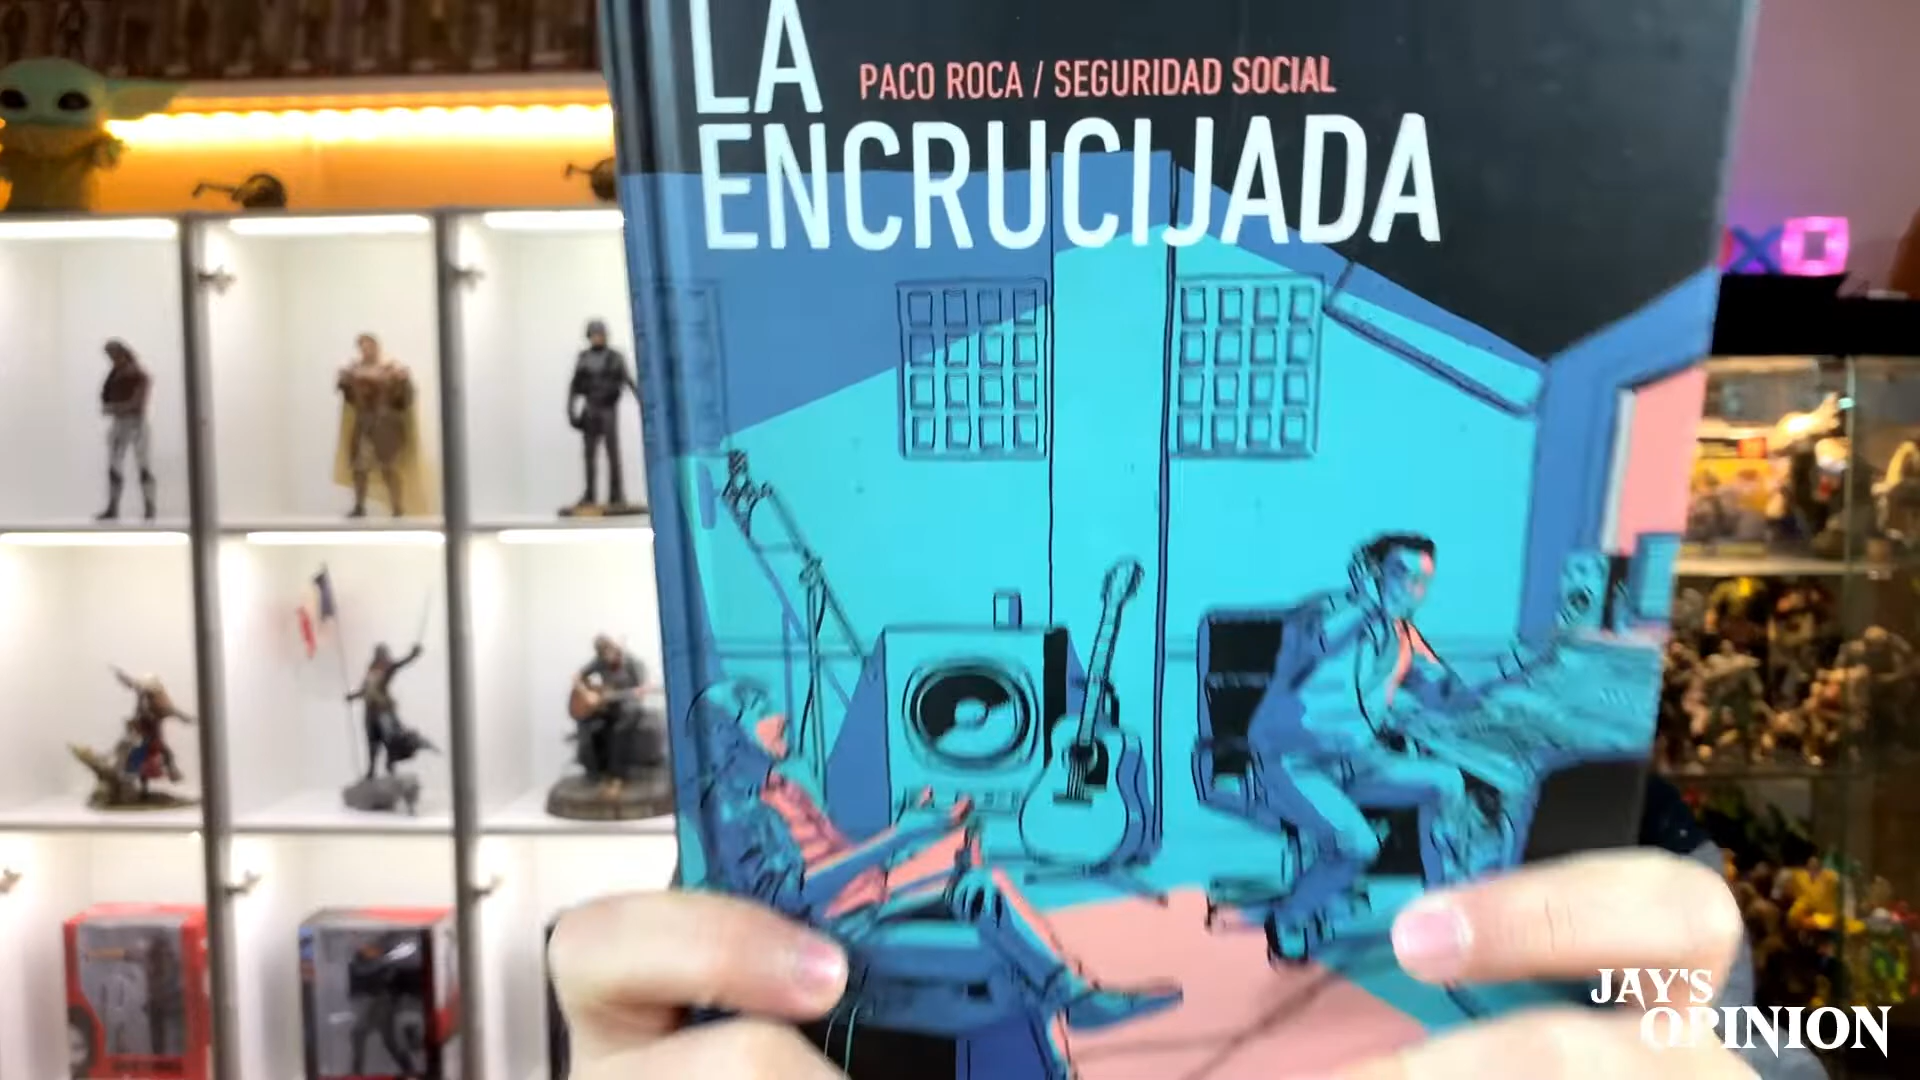 LA
PACO ROCA / SEGURIDAD SOCIAL
ENCRUCIJADA
JAY'S
OPINION